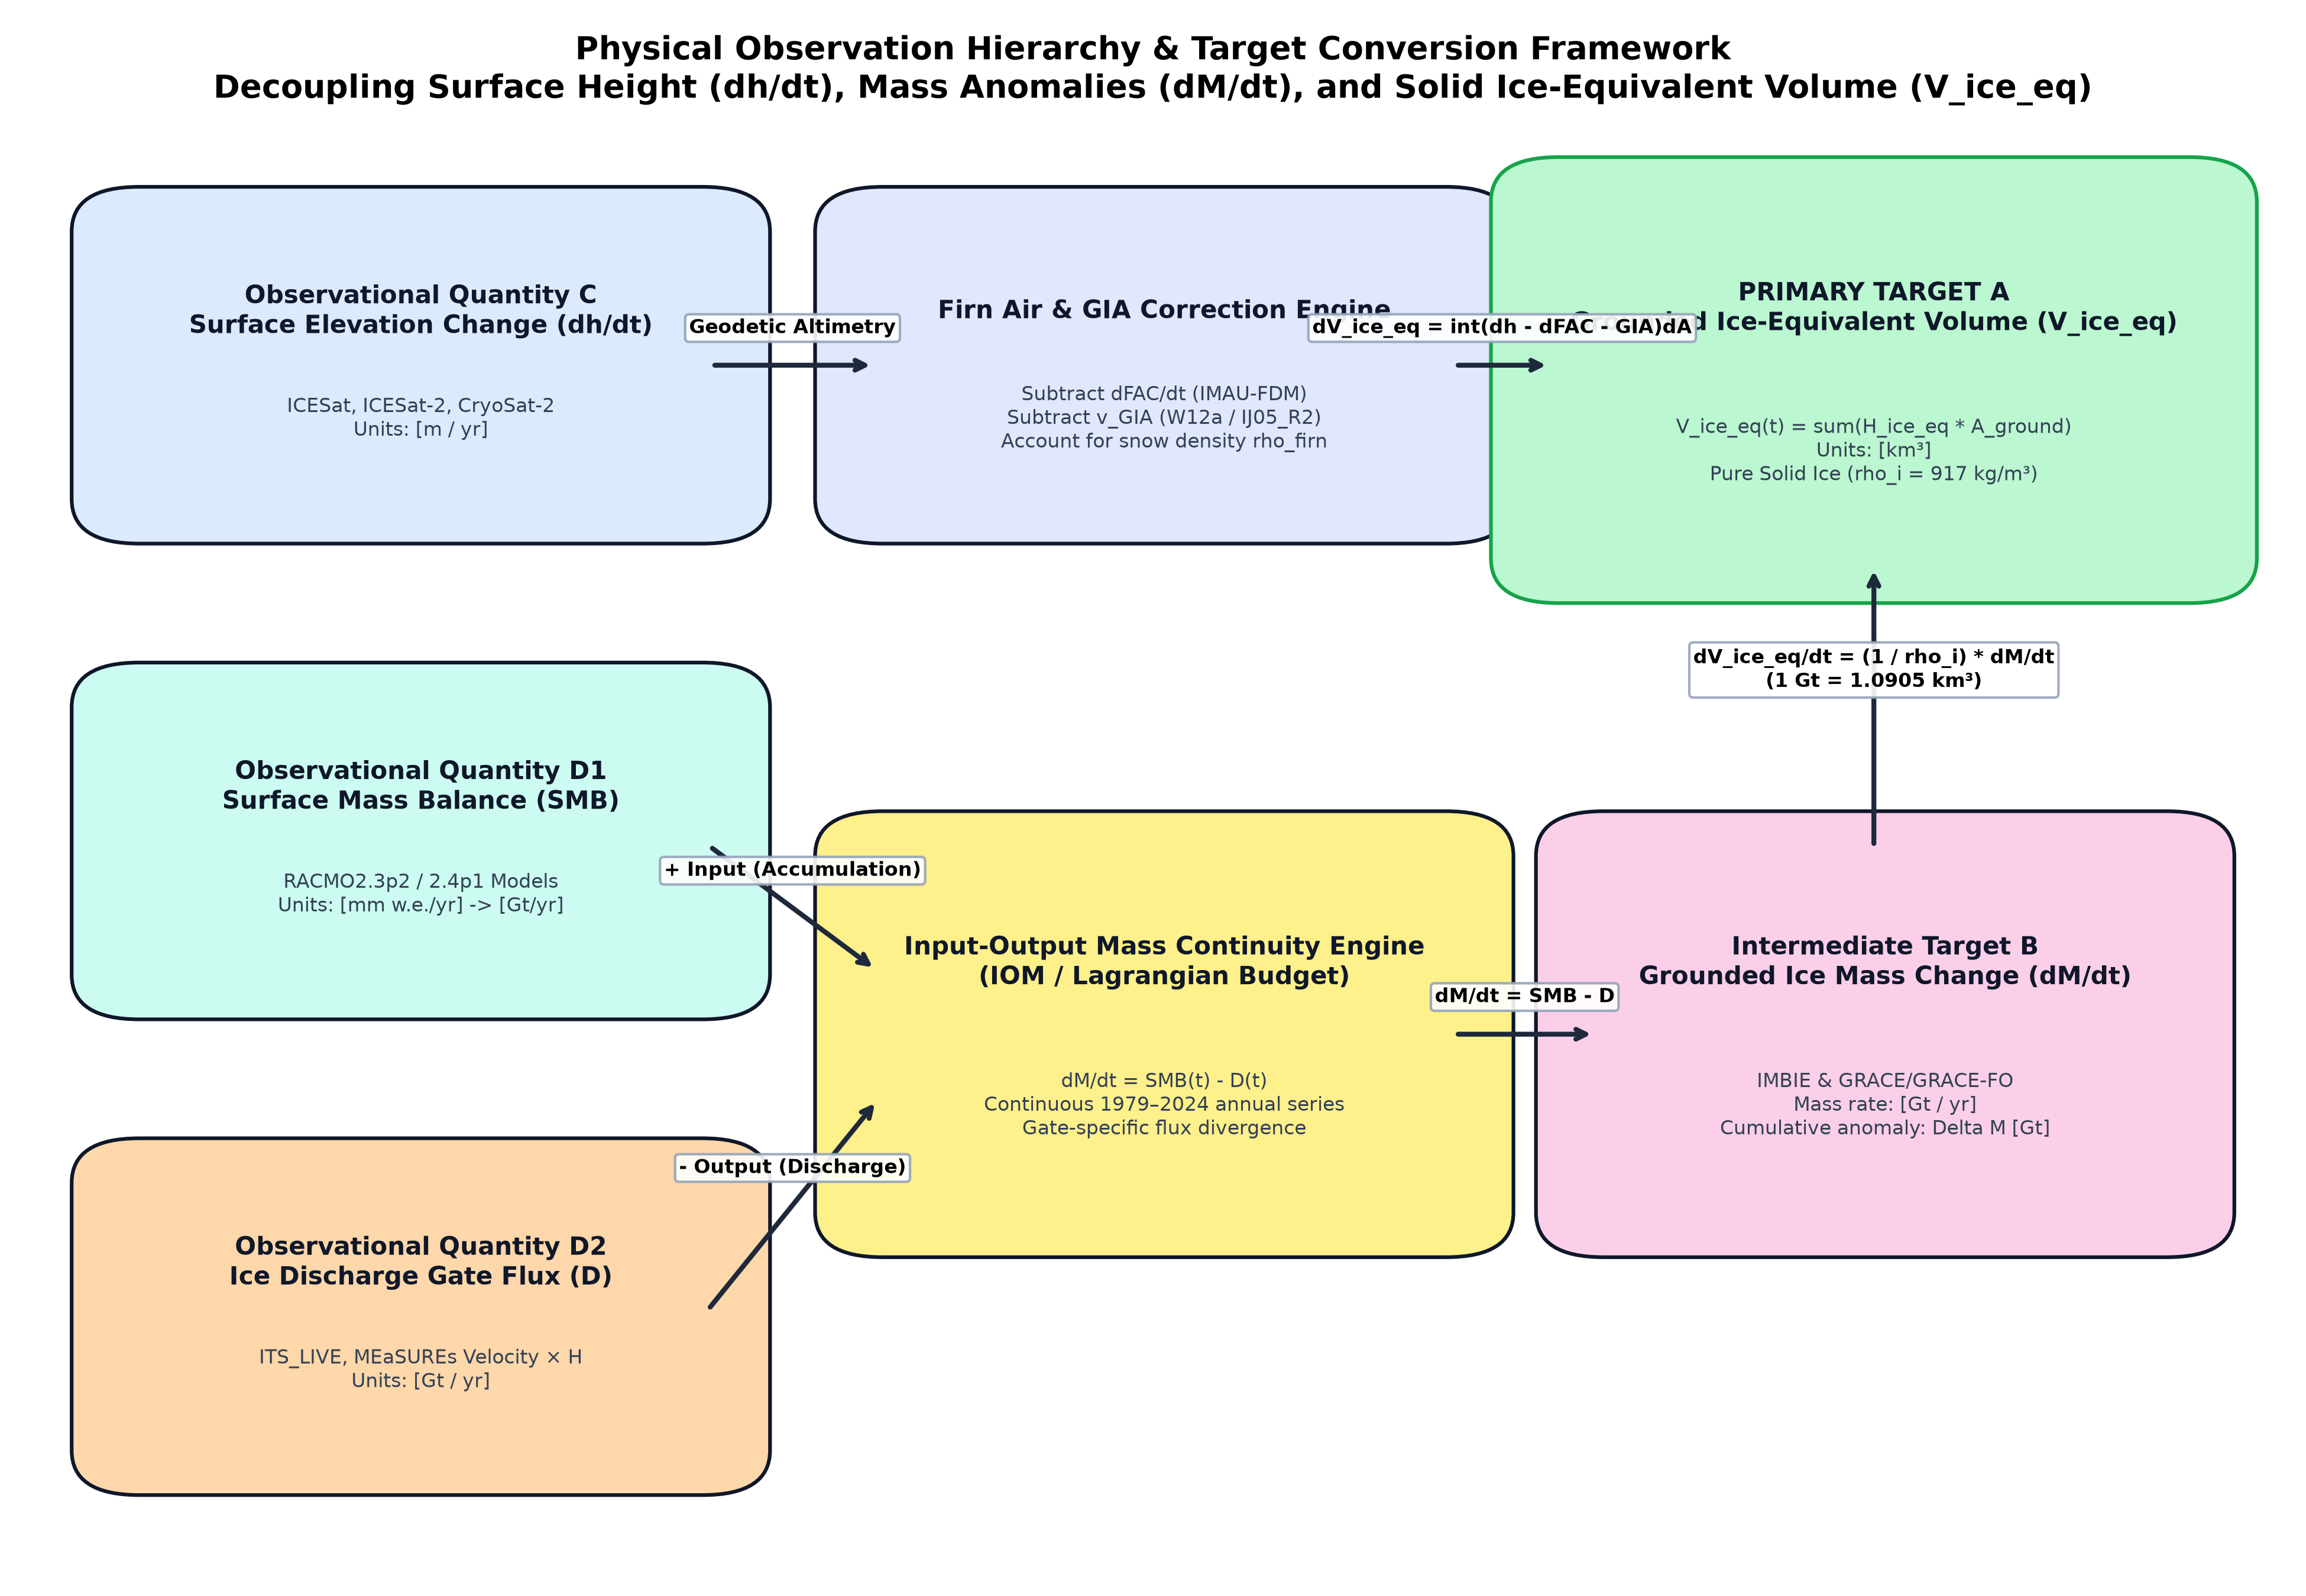 Physical Observation Hierarchy & Target Conversion Framework
Decoupling Surface Height (dh/dt), Mass Anomalies (dM/dt), and Solid Ice-Equivalent Volume (V_ice_eq)
Observational Quantity C
Surface Elevation Change (dh/dt)
ICESat, ICESat-2, CryoSat-2
Units: [m / yr]
Geodetic Altimetry
Firn Air & GIA Correction Engine
Subtract dFAC/dt (IMAU-FDM)
Subtract v_GIA (W12a / IJ05_R2)
Account for snow density rho_firn
dV_ice_eq = int(dh - dFAC - GIA)dA
PRIMARY TARGET A
Ice-Equivalent Volume (V_ice_eq)
V_ice_eq(t) = sum(H_ice_eq * A_ground)
Units: [km³]
Pure Solid Ice (rho_i = 917 kg/m³)
dV_ice_eq/dt = (1 / rho_i) * dM/dt
(1 Gt = 1.0905 km³)
Observational Quantity D1
Surface Mass Balance (SMB)
RACMO2.3p2 / 2.4p1 Models
Units: [mm w.e./yr] -> [Gt/yr]
+ Input (Accumulation)
Input-Output Mass Continuity Engine
(IOM / Lagrangian Budget)
dM/dt = SMB(t) - D(t)
Continuous 1979–2024 annual series
Gate-specific flux divergence
dM/dt = SMB - D
Intermediate Target B
Grounded Ice Mass Change (dM/dt)
IMBIE & GRACE/GRACE-FO
Mass rate: [Gt / yr]
Cumulative anomaly: Delta M [Gt]
- Output (Discharge)
Observational Quantity D2
Ice Discharge Gate Flux (D)
ITS_LIVE, MEaSUREs Velocity × H
Units: [Gt / yr]